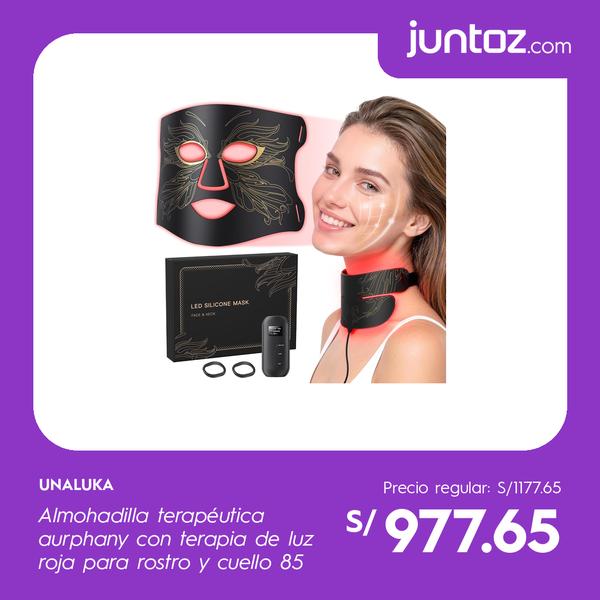 juntoz.com
LED SILICONE MASK
FACE & NECK
UNALUKA
Almohadilla terapéutica
aurphany con terapia de luz
roja para rostro y cuello 85
Precio regular: S/1177.65
S/ 977.65